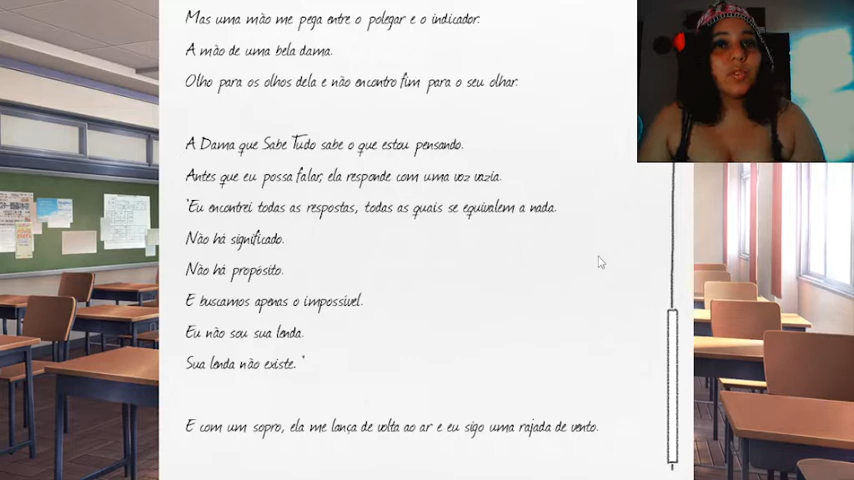 Mas uma mão me pega entre o polegar e o indicador.
A mão de uma bela dama.
Olho para os olhos dela e não encontro fim para o seu olhar.
A Dama que Sabe Tudo sabe o que estou pensando.
Antes que eu possa falar, ela responde com uma voz vazia.
"Eu encontrei todas as respostas, todas as quais se equivalem a nada.
Não há significado.
Não há propósito.
E buscamos apenas o impossível.
Eu não sou sua lenda.
Sua lenda não existe."
E com um sopro, ela me lança de volta ao ar e eu sigo uma rajada de vento.